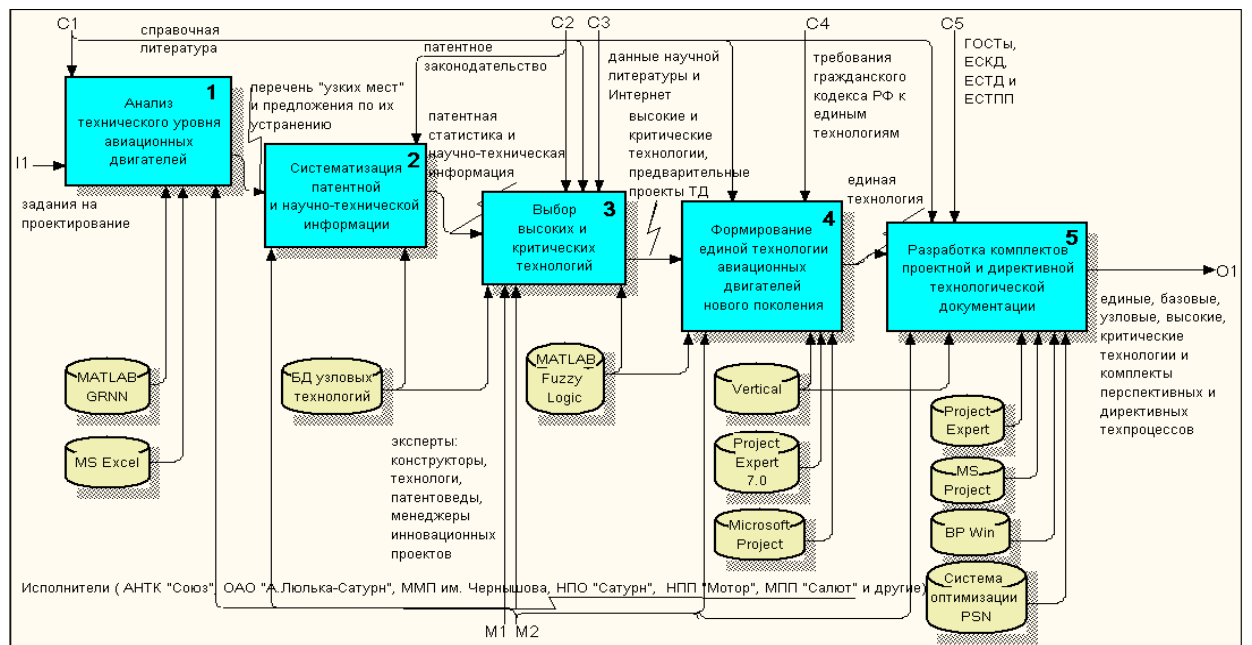 C1
C2
C3
C4
C5
справочная
литература
патентное
законодательство
данные научной
литературы и
Интернет
требования
гражданского
кодекса РФ к
единым
технологиям
ГОСТы,
ЕСКД,
ЕСТД и
ЕСТПП
1
Анализ
технического уровня
авиационных
двигателей
перечень "узких мест"
и предложения по их
устранению
I1
задания на
проектирование
2
Систематизация
патентной
и научно-технической
информации
патентная
статистика и
научно-техническая
информация
3
Выбор
высоких и
критических
технологий
высокие и
критические
технологии,
предварительные
проекты ТД
4
Формирование
единой технологии
авиационных
двигателей
нового поколения
единая
технология
5
Разработка комплектов
проектной и директивной
технологической
документации
O1
единые, базовые,
узловые, высокие,
критические
технологии и
комплекты
перспективных и
директивных
техпроцессов
MATLAB
GRNN
MS Excel
БД узловых
технологий
MATLAB
Fuzzy
Logic
Vertical
Project
Expert
7.0
Microsoft
Project
Project
Expert
MS
Project
BP Win
Система
оптимизации
PSN
эксперты:
конструкторы,
технологи,
патентоведы,
менеджеры
инновационных
проектов
Исполнители ( АНТК "Союз", ОАО "А.Люлька-Сатурн", ММП им. Чернышова, НПО "Сатурн", НПП "Мотор", МПП "Салют" и другие)
M1
M2